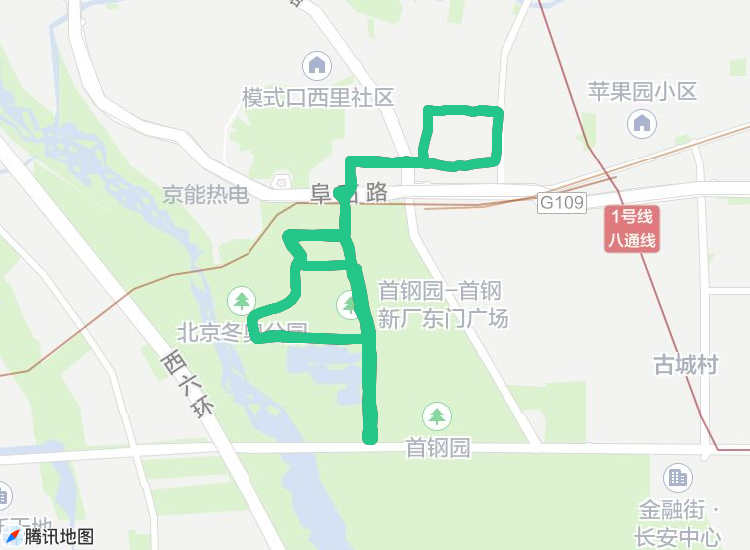 模式口西里社区
苹果园小区
京能热电
阜石路
G109
1号线
八通线
首钢园-首钢
新厂东门广场
北京冬奥公园
西六环
古城村
首钢园
金融街·
长安中心
腾讯地图